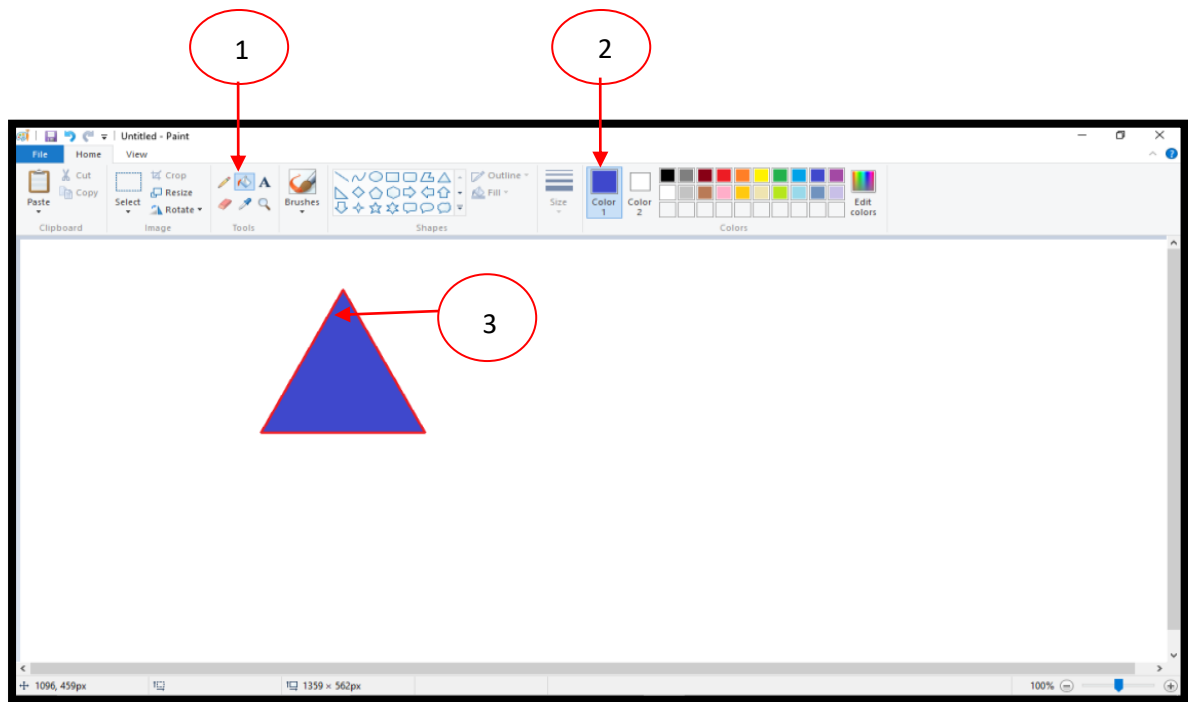 1
2
Untitled - Paint
File Home View
Cut
Crop
Copy
Resize
Paste
Select
Rotate
Brushes
Outline
Fill
Size
Color 1
Color 2
Edit colors
Clipboard Image Tools Shapes Colors
A
3
1096, 459px
1359 × 562px
100%